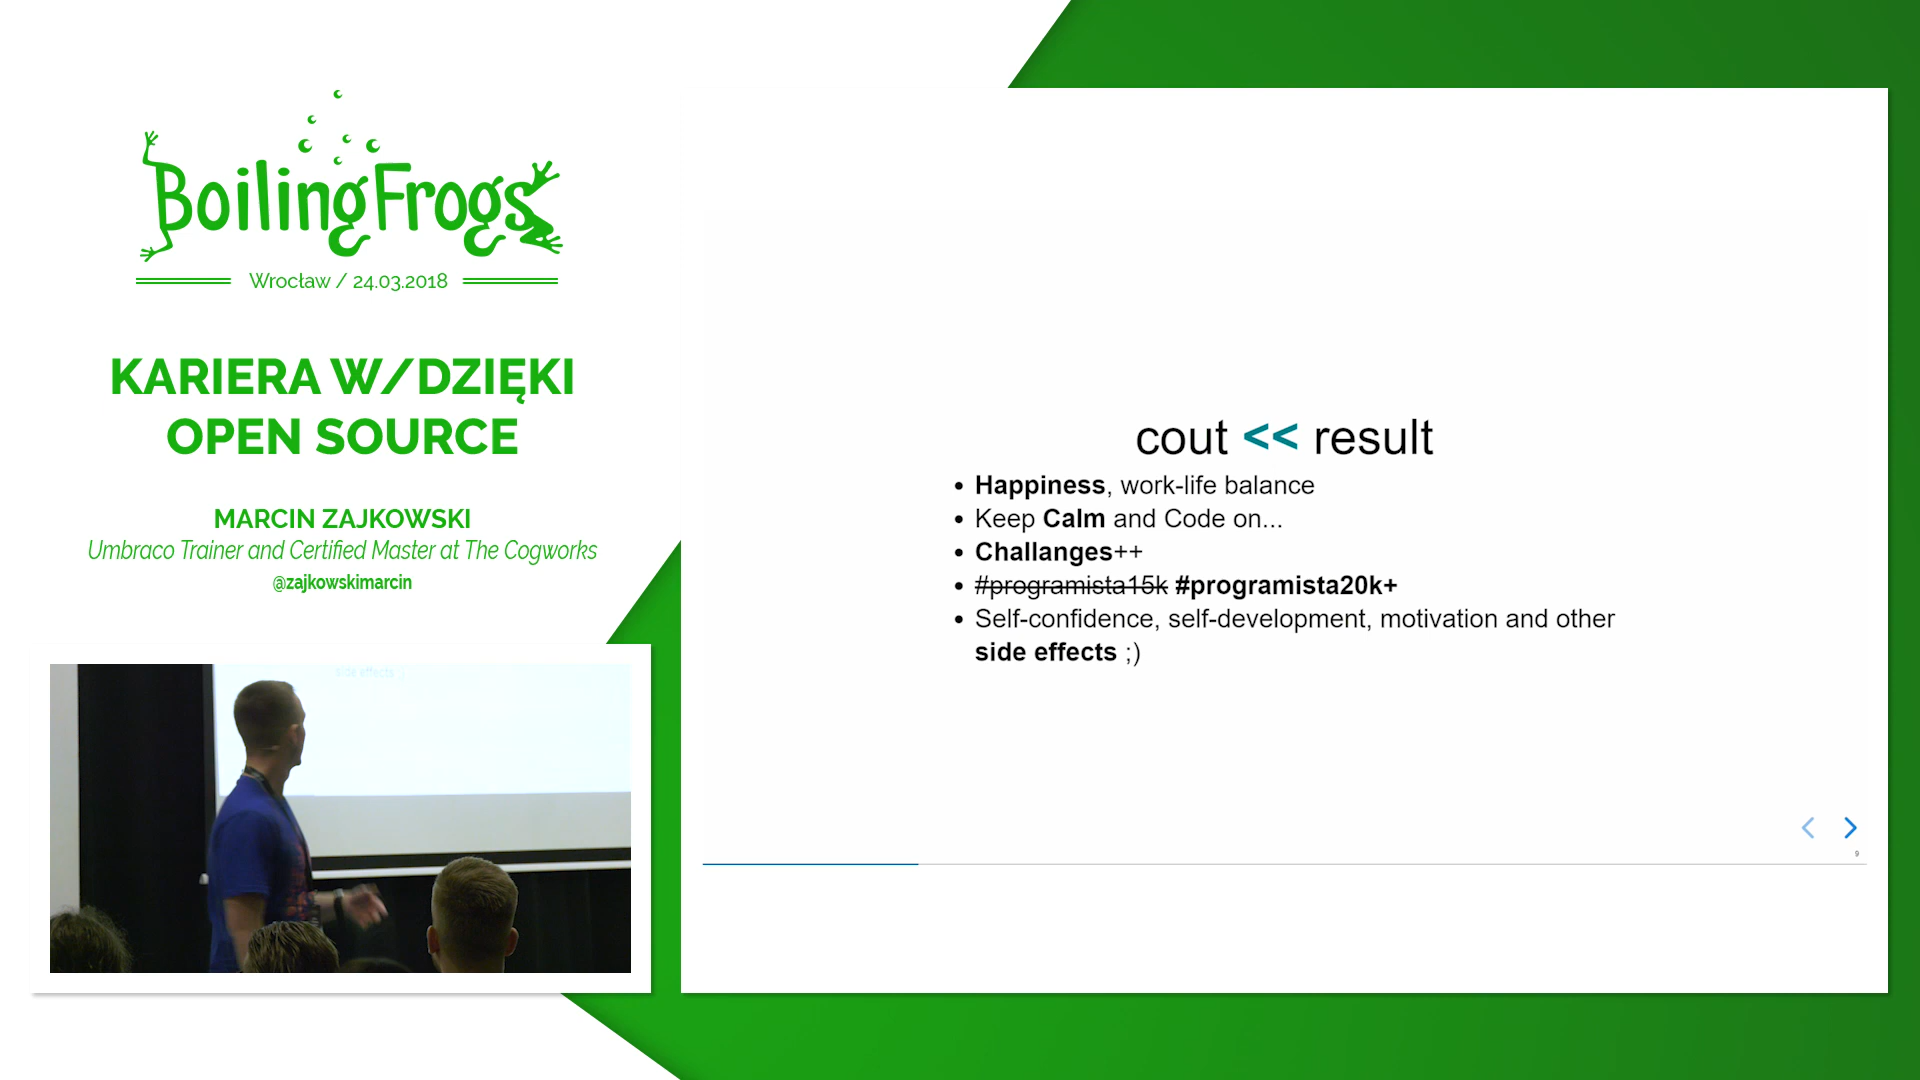 BoilingFrogs
Wrocław / 24.03.2018
KARIERA W/DZIĘKI
OPEN SOURCE
MARCIN ZAJKOWSKI
Umbraco Trainer and Certified Master at The Cogworks
@zajkowskimarcin
side effects ;)
cout << result
• Happiness, work-life balance
• Keep Calm and Code on...
• Challanges++
• #programista15k #programista20k+
• Self-confidence, self-development, motivation and other
side effects ;)
9